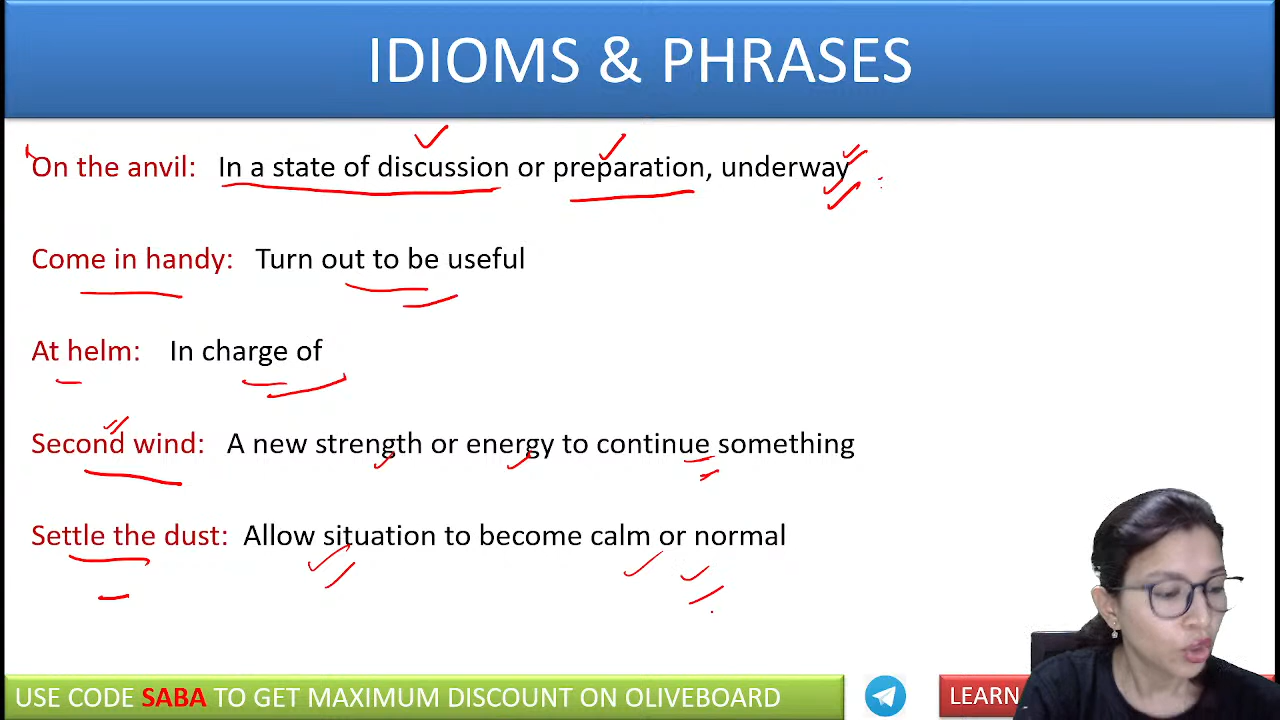 IDIOMS & PHRASES
On the anvil: In a state of discussion or preparation, underway
Come in handy: Turn out to be useful
At helm: In charge of
Second wind: A new strength or energy to continue something
Settle the dust: Allow situation to become calm or normal
USE CODE SABA TO GET MAXIMUM DISCOUNT ON OLIVEBOARD
LEARN